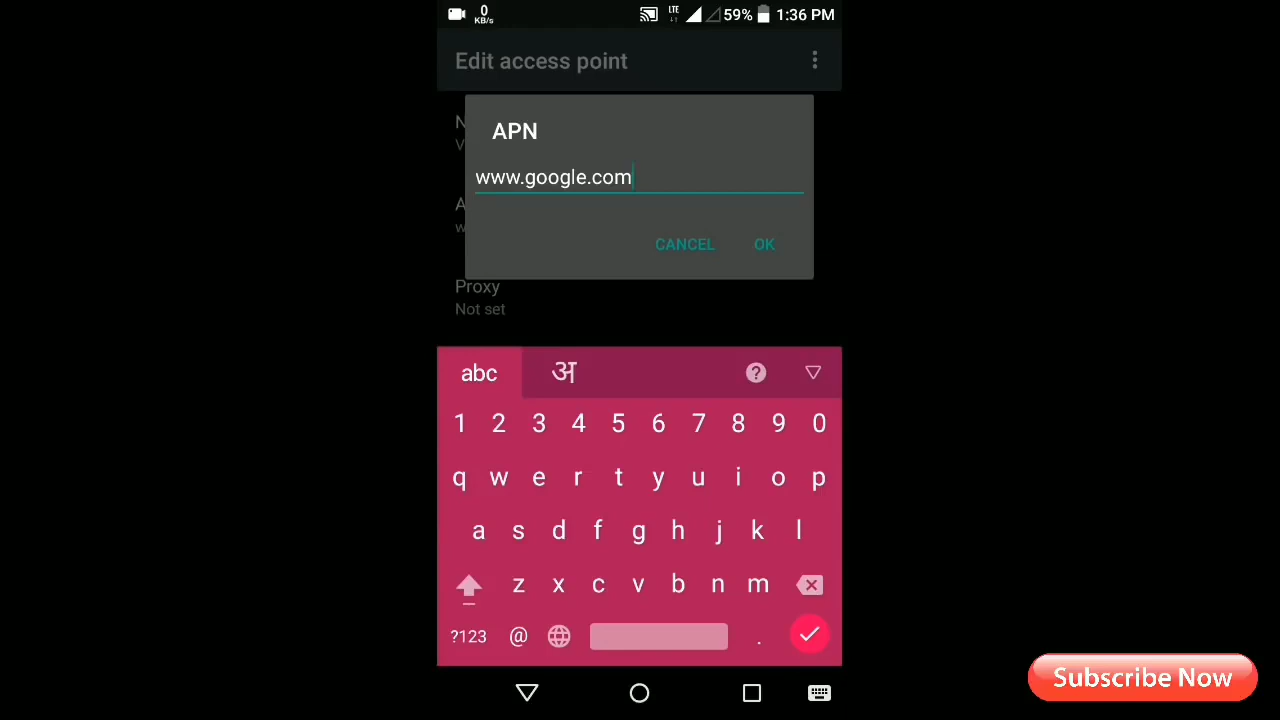 0
KB/s
LTE
59%
1:36 PM
Edit access point
N
V
APN
www.google.com
A
w
CANCEL
OK
Proxy
Not set
abc
अ
?
1 2 3 4 5 6 7 8 9 0
q w e r t y u i o p
a s d f g h j k l
z x c v b n m
?123 @ .
Subscribe Now